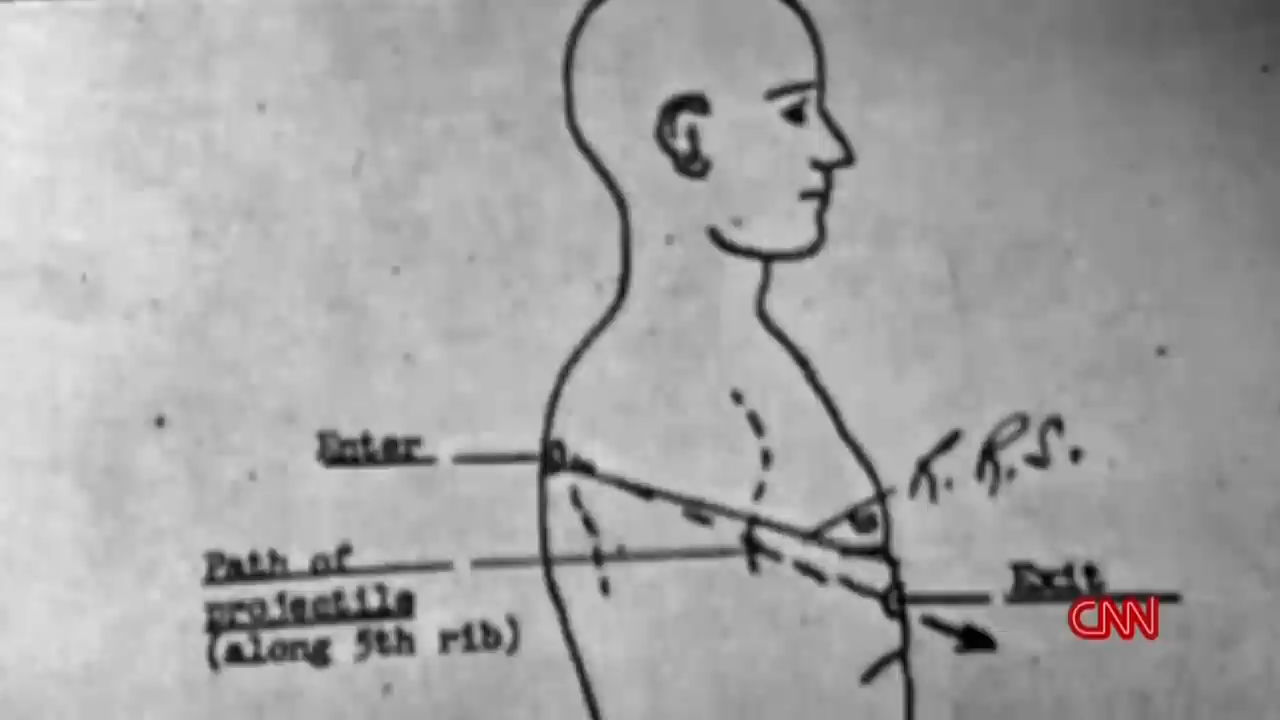 Enter
R.R.S.
Path of
projectile
(along 5th rib)
Exit
CNN